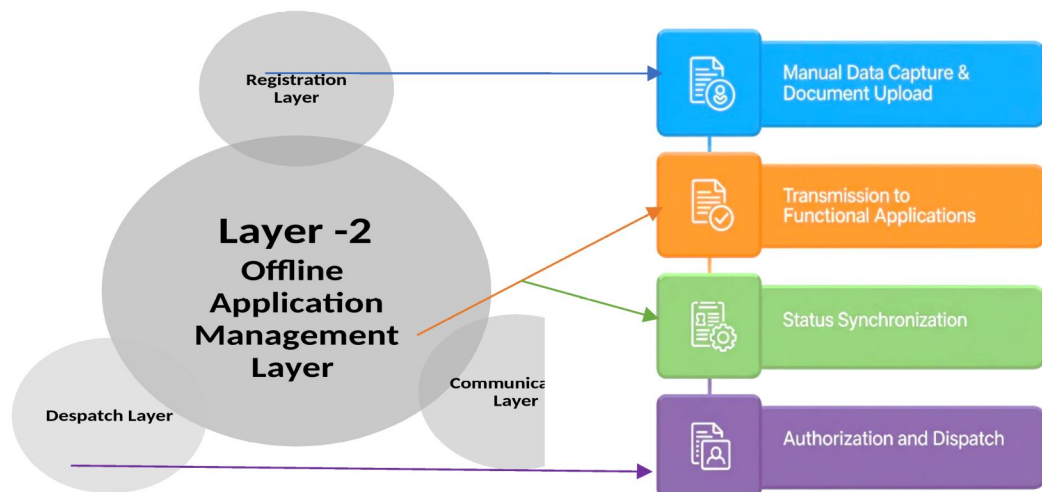 Registration
Layer
Layer -2
Offline
Application
Management
Layer
Despatch Layer
Communica
Layer
Manual Data Capture &
Document Upload
Transmission to
Functional Applications
Status Synchronization
Authorization and Dispatch